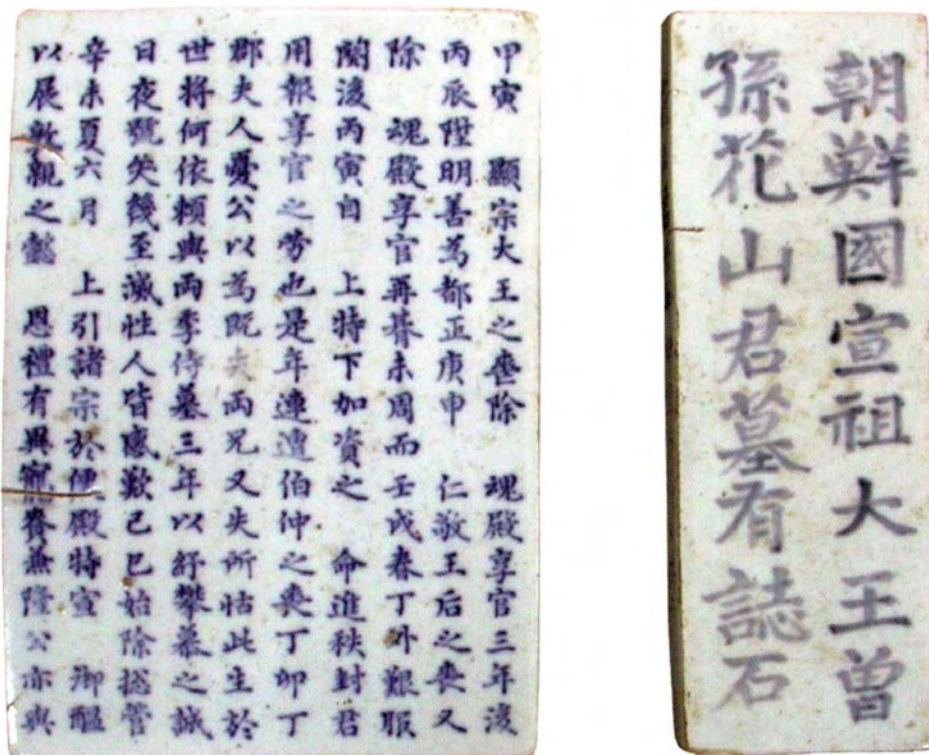 甲寅 顯宗大王之喪除 魂殿享官三年後
丙辰陞明善爲都正庚申 仁敬王后之喪又
除 魂殿享官再朞未周而壬戌春丁外艱服
闋後丙寅自 上特下加資之 命進秩封君
用報享官之勞也是年連遭伯仲之喪丁卯丁
郡夫人憂公以爲旣失兩兄又失所怙此生於
世將何依賴與兩季侍墓三年以紓攀慕之誠
日夜號哭幾至滅性人皆感歎己巳始除摠管
辛未夏六月 上引諸宗於便殿特宣 御醞
以展敦親之懿 恩禮有異寵賚兼隆公亦與
朝鮮國宣祖大王曾
孫花山君墓有誌石